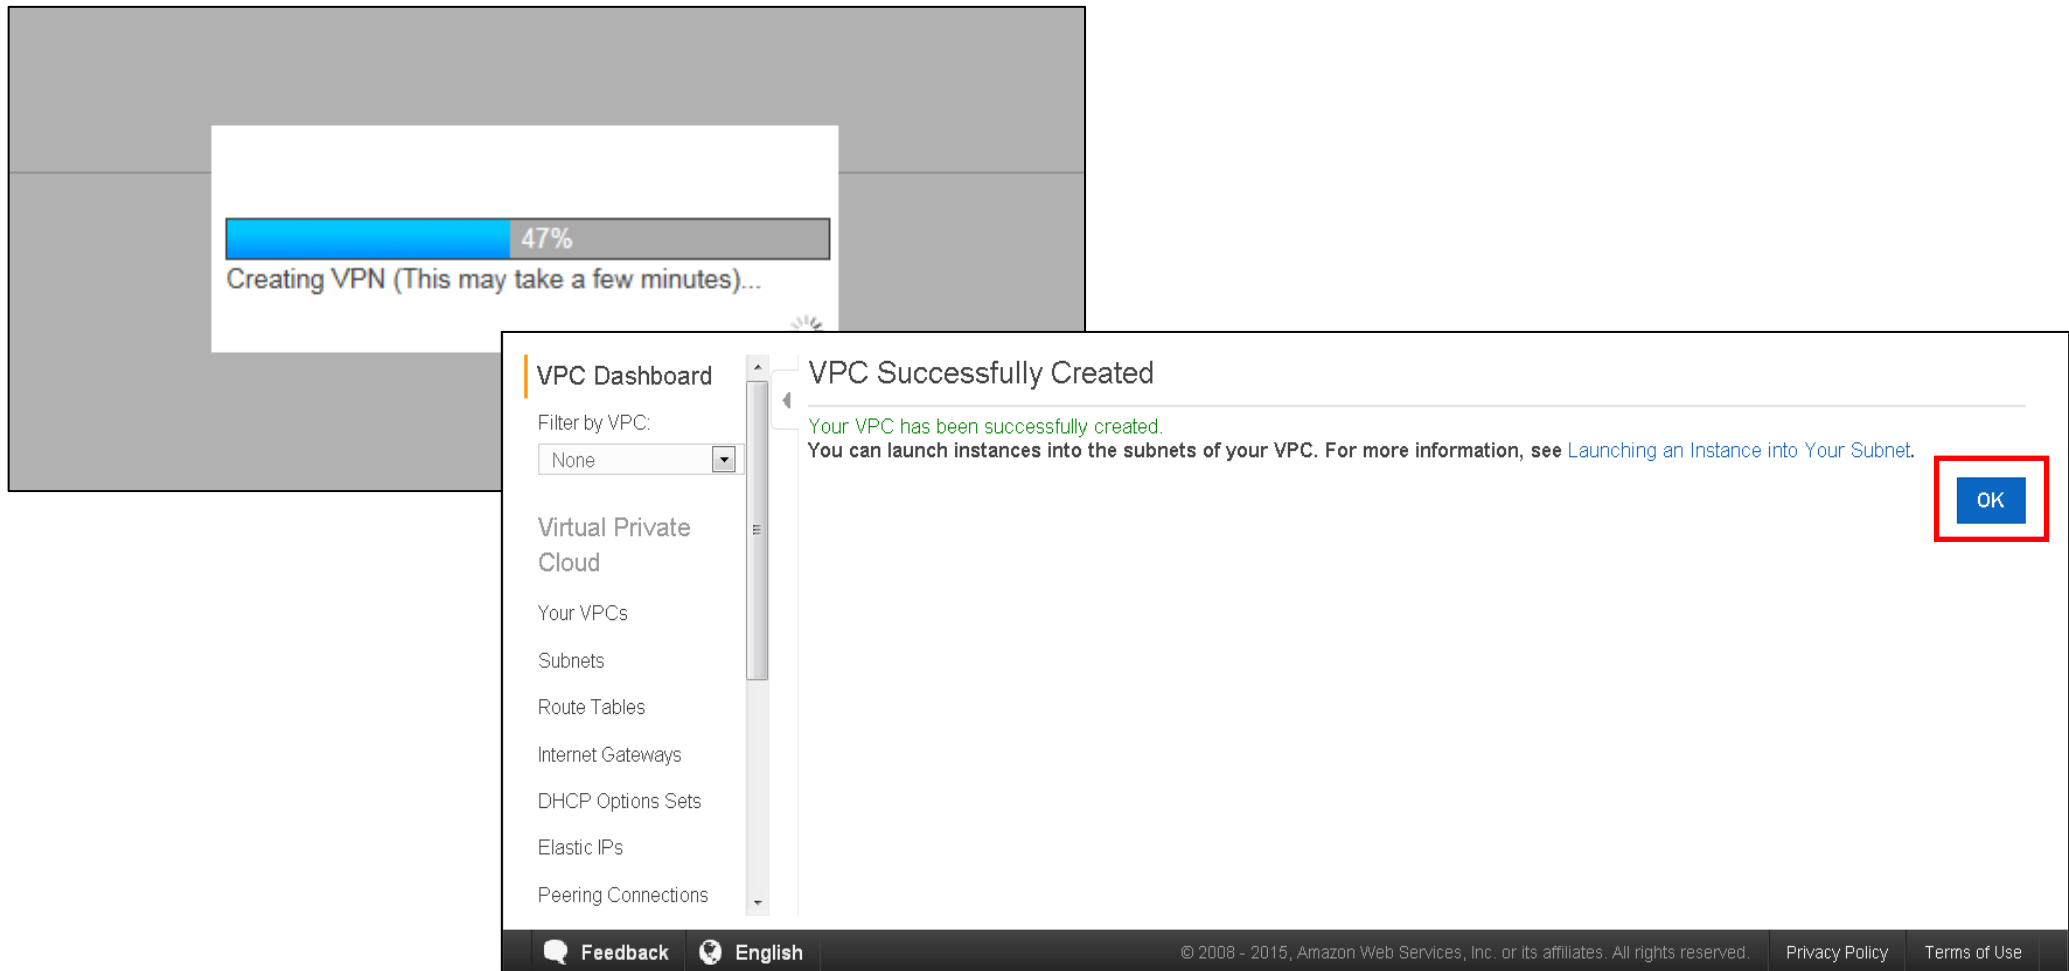 47%
Creating VPN (This may take a few minutes)...
VPC Dashboard
Filter by VPC:
None
Virtual Private
Cloud
Your VPCs
Subnets
Route Tables
Internet Gateways
DHCP Options Sets
Elastic IPs
Peering Connections
VPC Successfully Created
Your VPC has been successfully created.
You can launch instances into the subnets of your VPC. For more information, see Launching an Instance into Your Subnet.
OK
Feedback English © 2008 - 2015, Amazon Web Services, Inc. or its affiliates. All rights reserved. Privacy Policy Terms of Use